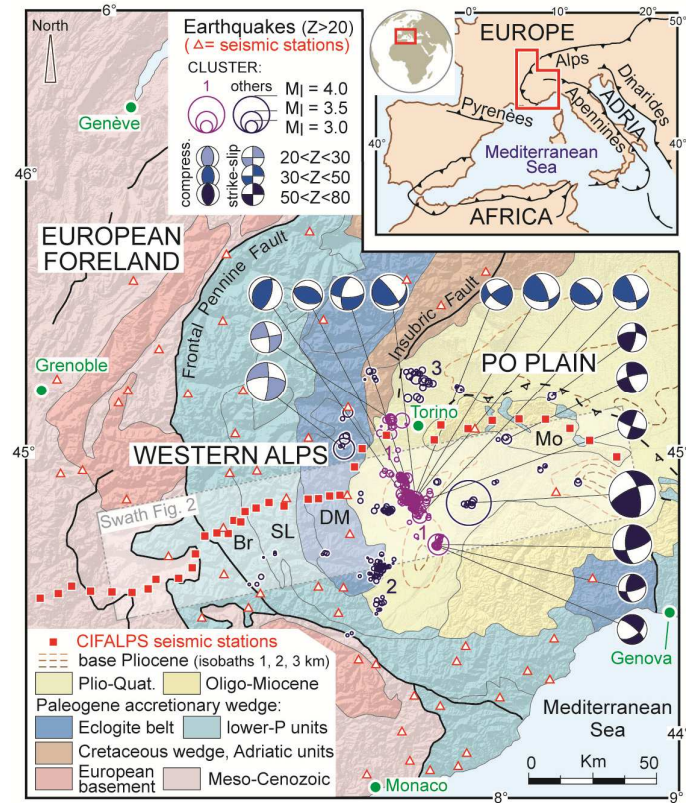 6°
North
Genève
46°
EUROPEAN
FORELAND
Earthquakes (Z>20)
( △= seismic stations)
CLUSTER:
1 others
Ml = 4.0
Ml = 3.5
Ml = 3.0
compress.
strike-slip
20<Z<30
30<Z<50
50<Z<80
0° 10° 20°
50°
EUROPE
Alps
Dinarides
ADRIA
Apennines
Pyrenèes
40° 40°
Mediterranean
Sea
AFRICA
Frontal Pennine Fault
Insubric Fault
Grenoble
3
PO PLAIN
Torino
1
Mo
45° 45°
WESTERN ALPS
Swath Fig. 2
Br
SL
DM
1
2
CIFALPS seismic stations
base Pliocene (isobaths 1, 2, 3 km)
Plio-Quat. Oligo-Miocene
Paleogene accretionary wedge:
Eclogite belt lower-P units
Cretaceous wedge, Adriatic units
European
basement
Meso-Cenozoic
Genova
Mediterranean
Sea
44°
0 Km 50
Monaco
8° 9°